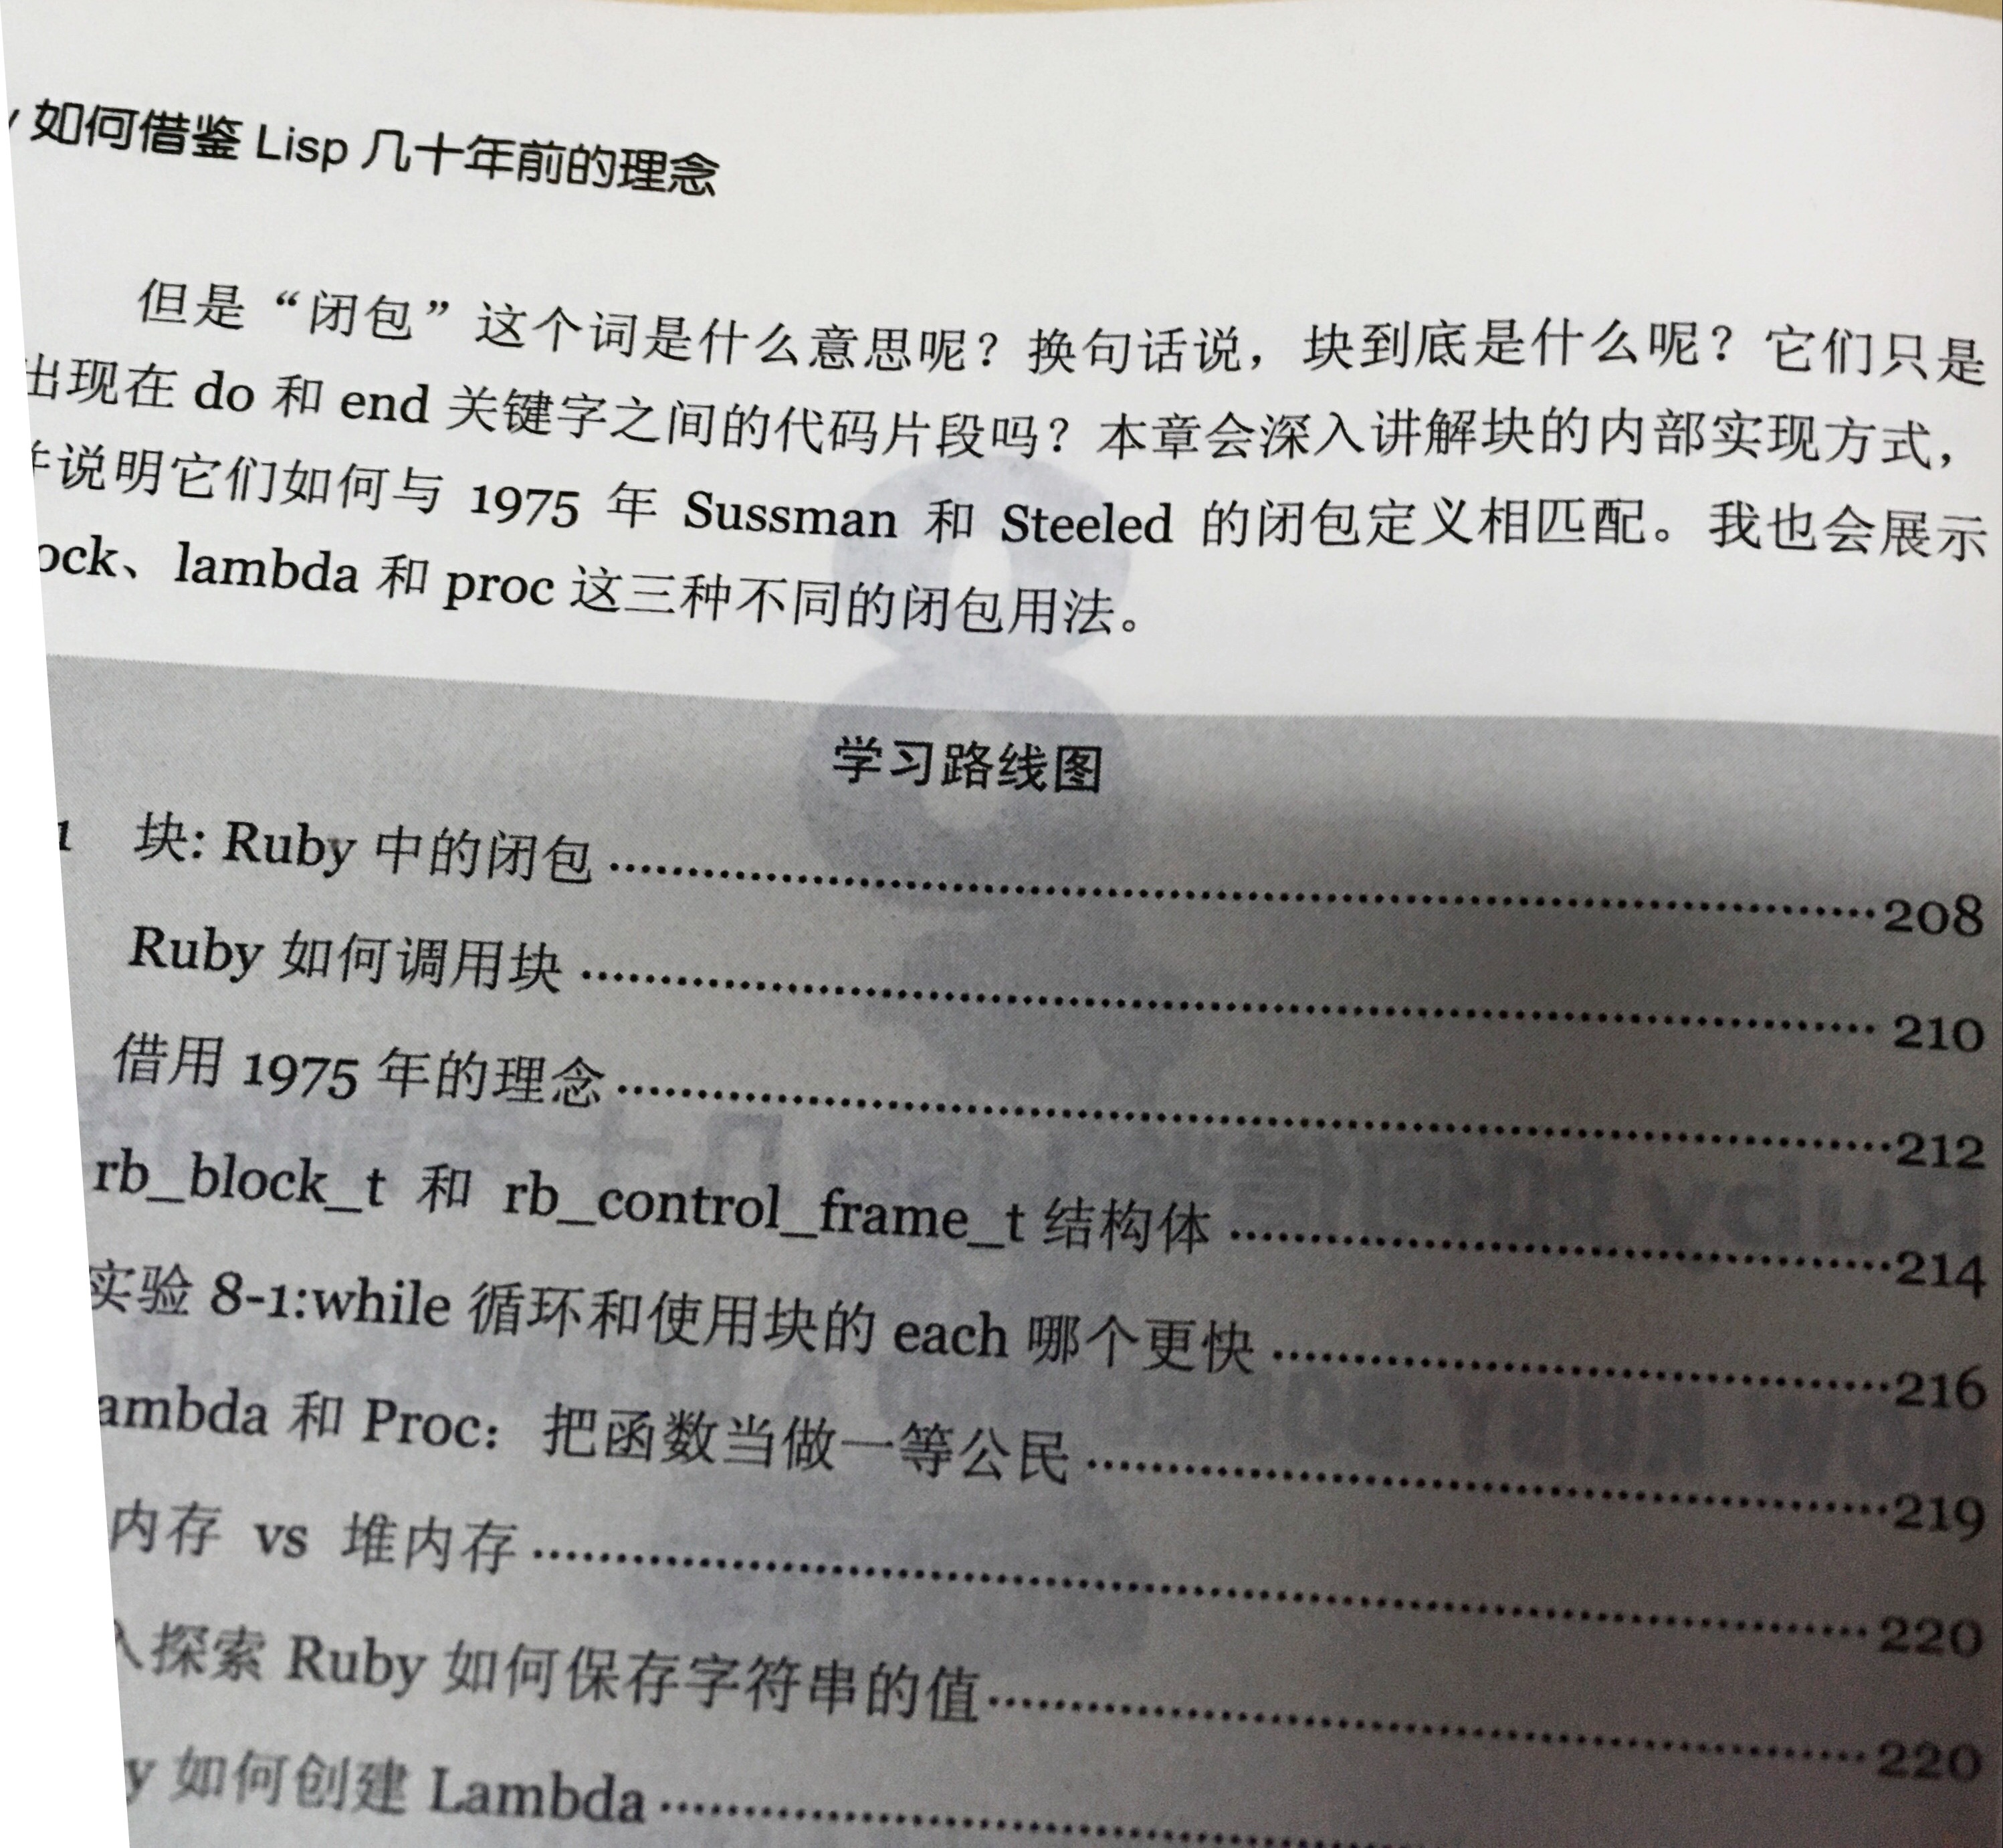 如何借鉴 Lisp 几十年前的理念
但是“闭包”这个词是什么意思呢？换句话说，块到底是什么呢？它们只是
出现在 do 和 end 关键字之间的代码片段吗？本章会深入讲解块的内部实现方式，
说明它们如何与 1975 年 Sussman 和 Steeled 的闭包定义相匹配。我也会展示
ock、lambda 和 proc 这三种不同的闭包用法。
学习路线图
1 块: Ruby 中的闭包 208
Ruby 如何调用块 210
借用 1975 年的理念 212
rb_block_t 和 rb_control_frame_t 结构体 214
实验 8-1:while 循环和使用块的 each 哪个更快 216
ambda 和 Proc：把函数当做一等公民 219
内存 vs 堆内存 220
探索 Ruby 如何保存字符串的值 220
y 如何创建 Lambda